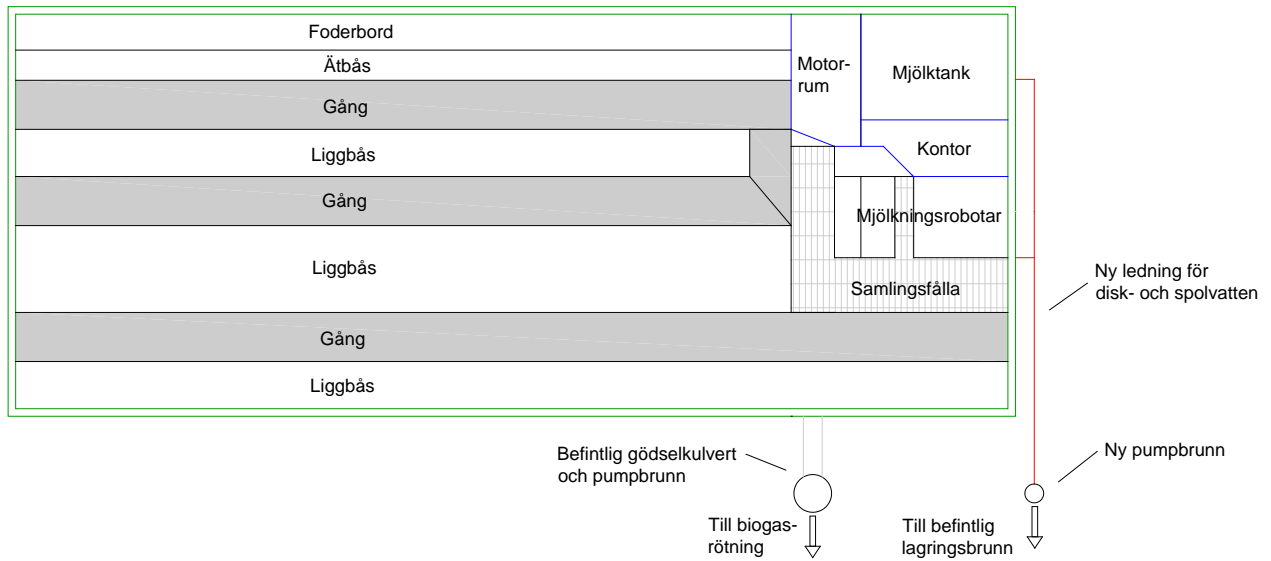 Foderbord
Ätbås
Motor-
rum
Mjölktank
Gång
Liggbås
Kontor
Gång
Mjölkningsrobotar
Liggbås
Samlingsfålla
Ny ledning för
disk- och spolvatten
Gång
Liggbås
Befintlig gödselkulvert
och pumpbrunn
Ny pumpbrunn
Till biogas-
rötning
Till befintlig
lagringsbrunn